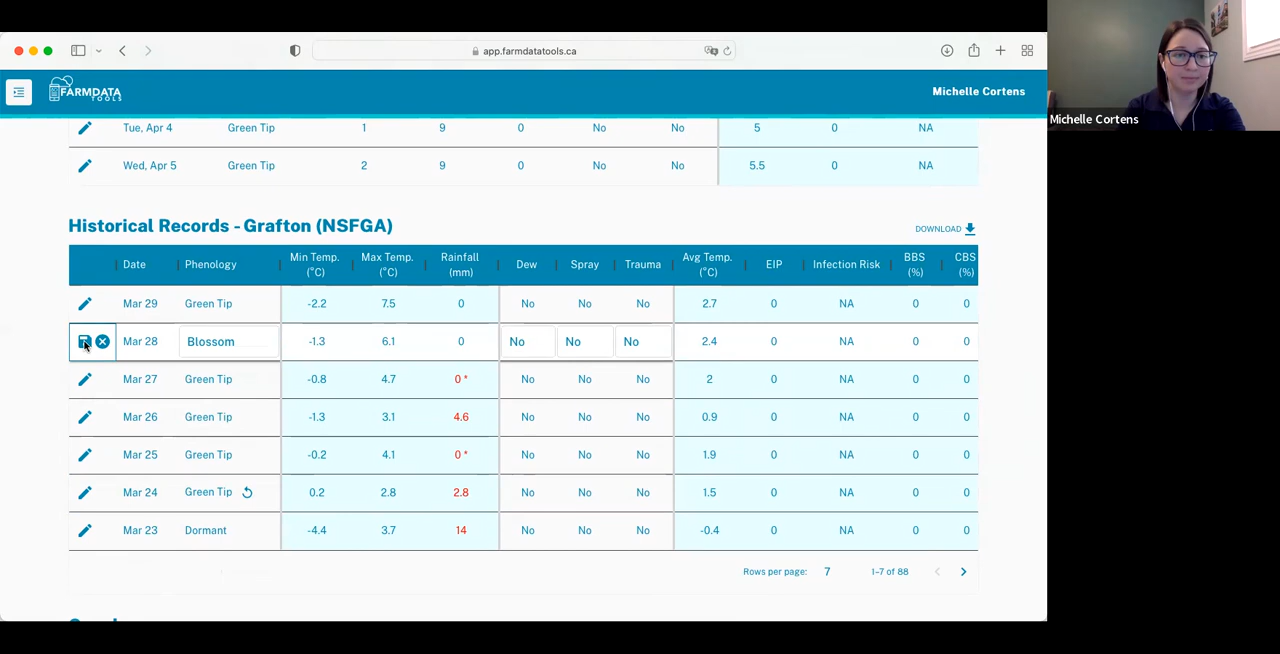 app.farmdatatools.ca
FARMDATA
TOOLS
Michelle Cortens
Michelle Cortens
Tue, Apr 4 Green Tip 1 9 0 No No 5 0 NA
Wed, Apr 5 Green Tip 2 9 0 No No 5.5 0 NA
Historical Records - Grafton (NSFGA)
DOWNLOAD
Date Phenology Min Temp. (°C) Max Temp. (°C) Rainfall (mm) Dew Spray Trauma Avg Temp. (°C) EIP Infection Risk BBS (%) CBS (%)
Mar 29 Green Tip -2.2 7.5 0 No No No 2.7 0 NA 0 0
Mar 28 Blossom -1.3 6.1 0 No No No 2.4 0 NA 0 0
Mar 27 Green Tip -0.8 4.7 0 * No No No 2 0 NA 0 0
Mar 26 Green Tip -1.3 3.1 4.6 No No No 0.9 0 NA 0 0
Mar 25 Green Tip -0.2 4.1 0 * No No No 1.9 0 NA 0 0
Mar 24 Green Tip 0.2 2.8 2.8 No No No 1.5 0 NA 0 0
Mar 23 Dormant -4.4 3.7 14 No No No -0.4 0 NA 0 0
Rows per page: 7 1-7 of 88